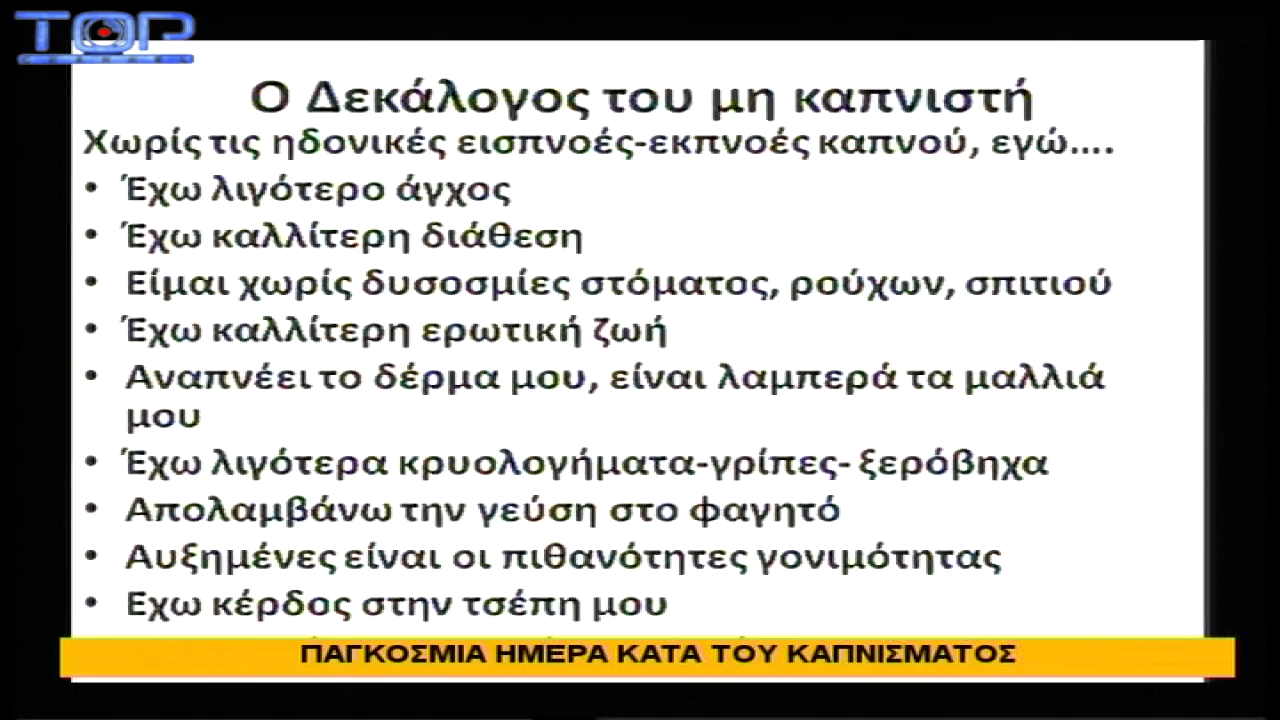 TOP
Ο Δεκάλογος του μη καπνιστή
Χωρίς τις ηδονικές εισπνοές-εκπνοές καπνού, εγώ....
• Έχω λιγότερο άγχος
• Έχω καλλίτερη διάθεση
• Είμαι χωρίς δυσοσμίες στόματος, ρούχων, σπιτιού
• Έχω καλλίτερη ερωτική ζωή
• Αναπνέει το δέρμα μου, είναι λαμπερά τα μαλλιά
μου
• Έχω λιγότερα κρυολογήματα-γρίπες- ξερόβηχα
• Απολαμβάνω την γεύση στο φαγητό
• Αυξημένες είναι οι πιθανότητες γονιμότητας
• Εχω κέρδος στην τσέπη μου
ΠΑΓΚΟΣΜΙΑ ΗΜΕΡΑ ΚΑΤΑ ΤΟΥ ΚΑΠΝΙΣΜΑΤΟΣ